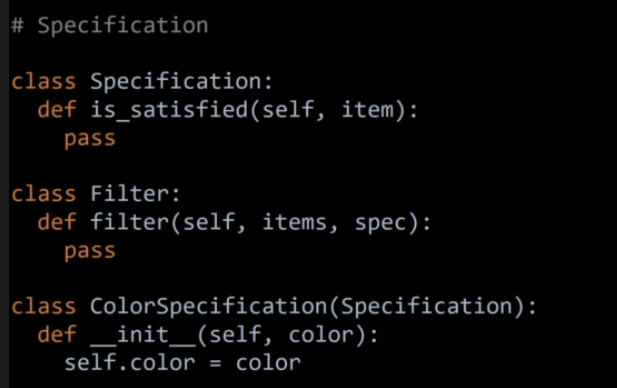 # Specification
class Specification:
  def is_satisfied(self, item):
    pass
class Filter:
  def filter(self, items, spec):
    pass
class ColorSpecification(Specification):
  def __init__(self, color):
    self.color = color